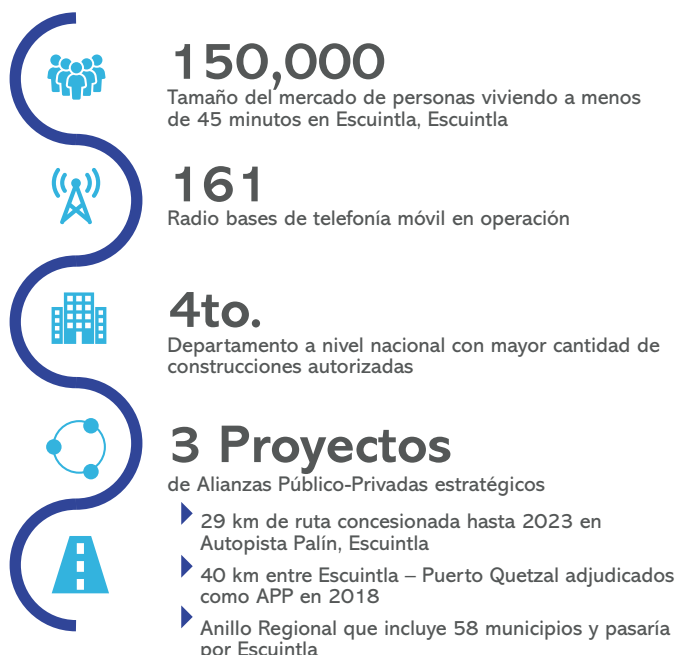 150,000
Tamaño del mercado de personas viviendo a menos
de 45 minutos en Escuintla, Escuintla
161
Radio bases de telefonía móvil en operación
4to.
Departamento a nivel nacional con mayor cantidad de
construcciones autorizadas
3 Proyectos
de Alianzas Público-Privadas estratégicos
29 km de ruta concesionada hasta 2023 en
Autopista Palín, Escuintla
40 km entre Escuintla – Puerto Quetzal adjudicados
como APP en 2018
Anillo Regional que incluye 58 municipios y pasaría
por Escuintla